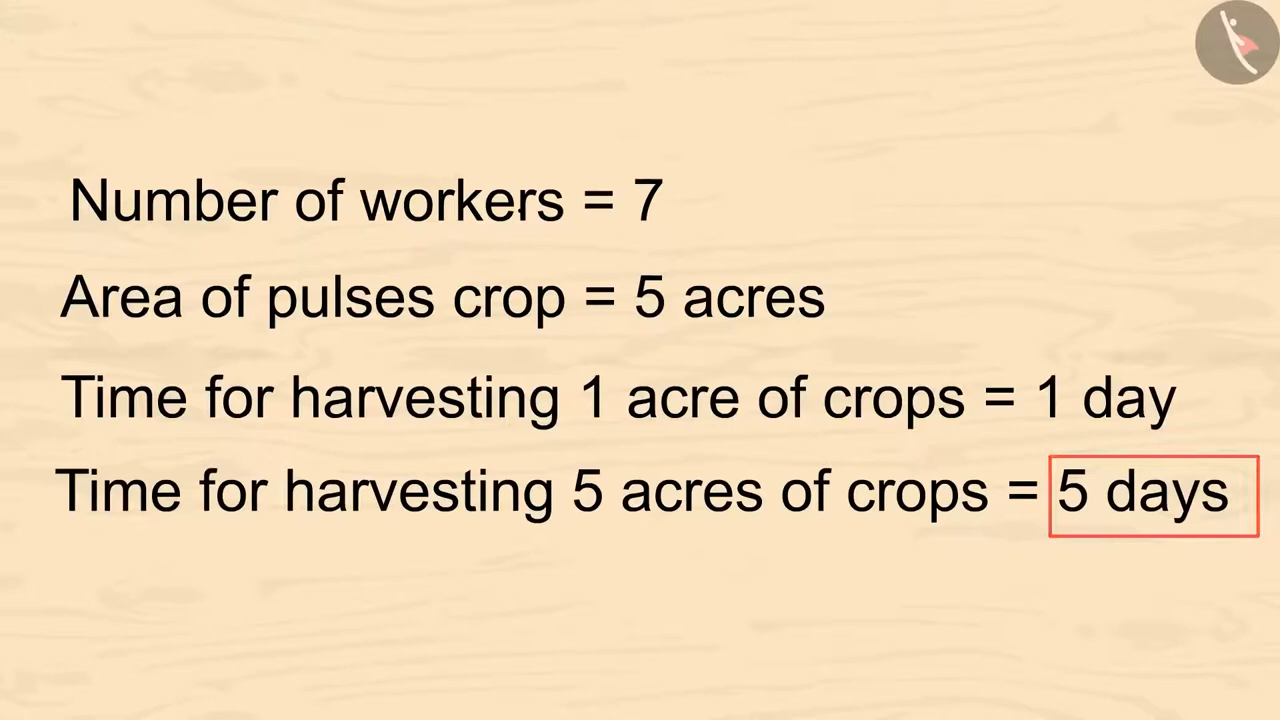 Number of workers = 7
Area of pulses crop = 5 acres
Time for harvesting 1 acre of crops = 1 day
Time for harvesting 5 acres of crops = 5 days